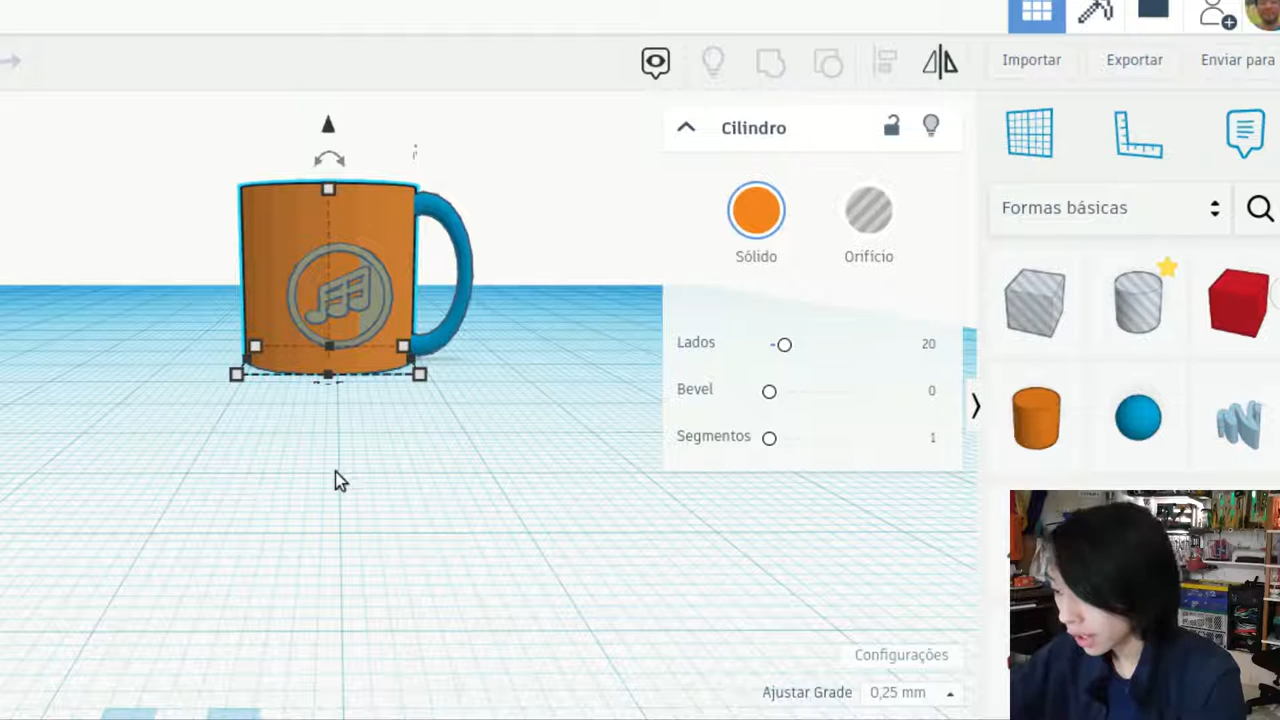 Importar
Exportar
Enviar para
Cilindro
Sólido
Orifício
Lados 20
Bevel 0
Segmentos 1
Formas básicas
Configurações
Ajustar Grade 0,25 mm